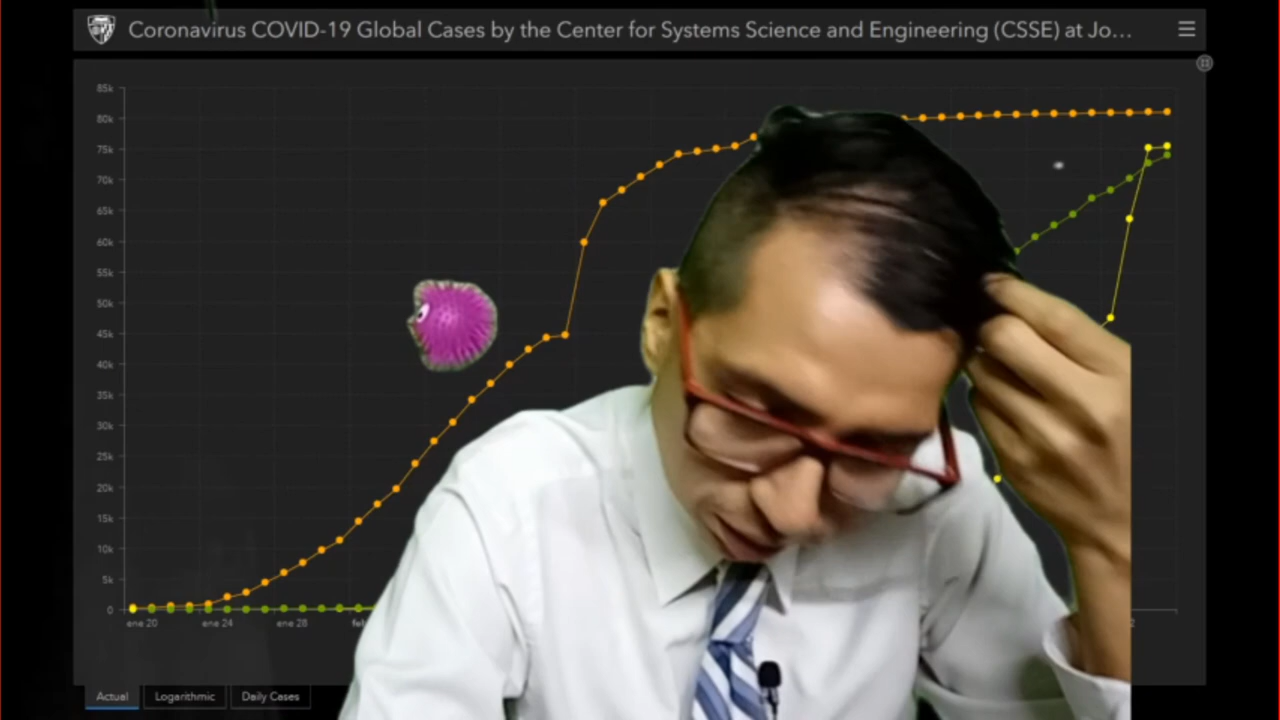 Coronavirus COVID-19 Global Cases by the Center for Systems Science and Engineering (CSSE) at Jo...
85k
80k
75k
70k
65k
60k
55k
50k
45k
40k
35k
30k
25k
20k
15k
10k
5k
0
ene 20
ene 24
ene 28
Actual
Logarithmic
Daily Cases